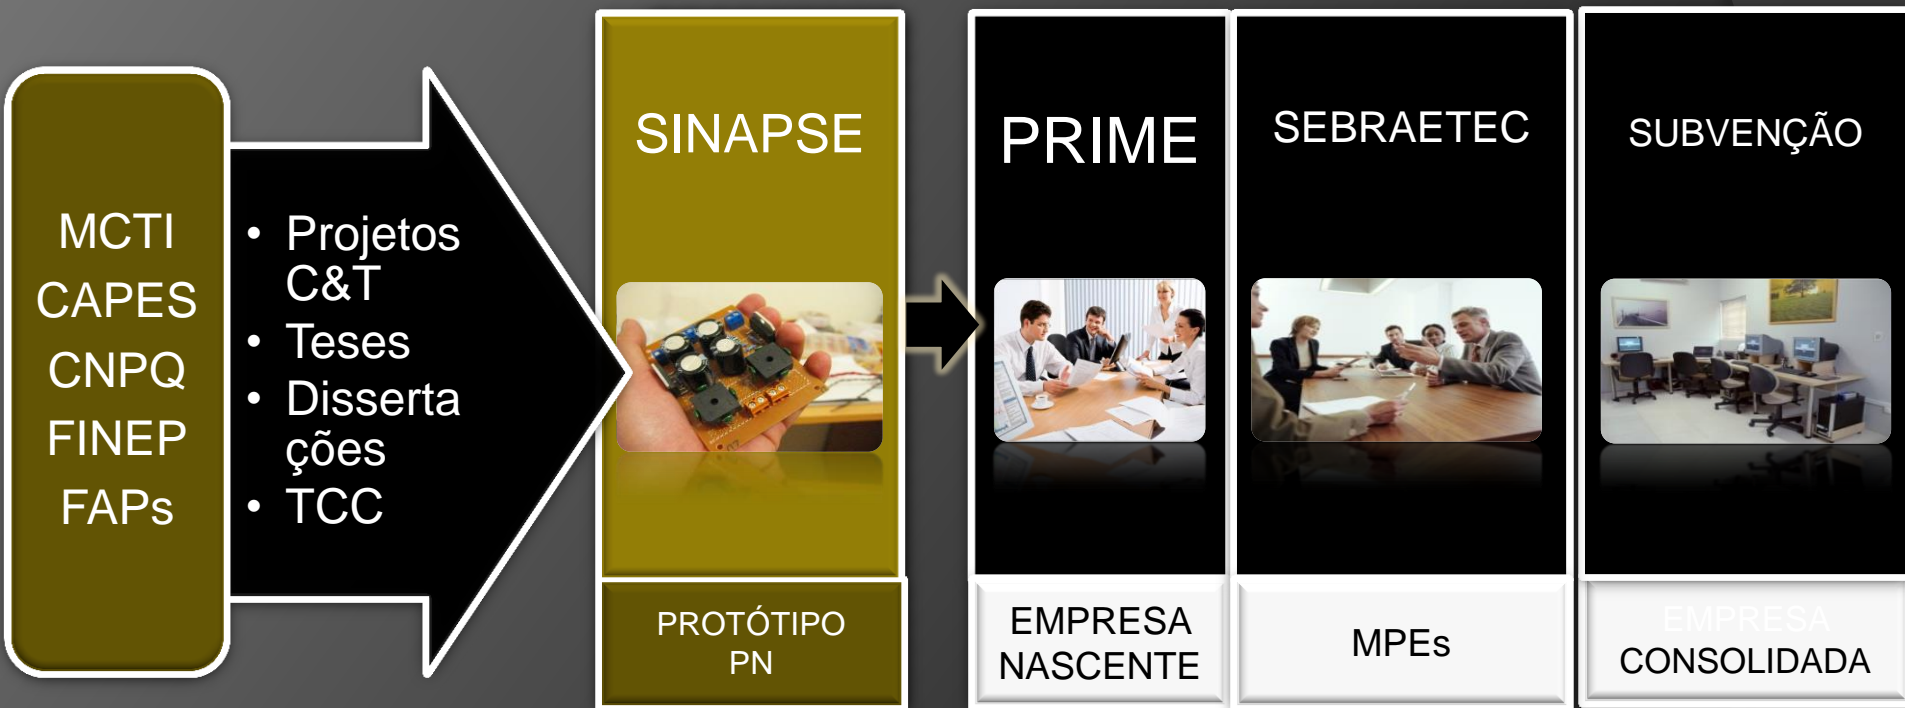 MCTI
CAPES
CNPQ
FINEP
FAPs
• Projetos
C&T
• Teses
• Disserta
ções
• TCC
SINAPSE
PROTÓTIPO
PN
PRIME
EMPRESA
NASCENTE
SEBRAETEC
MPEs
SUBVENÇÃO
EMPRESA
CONSOLIDADA